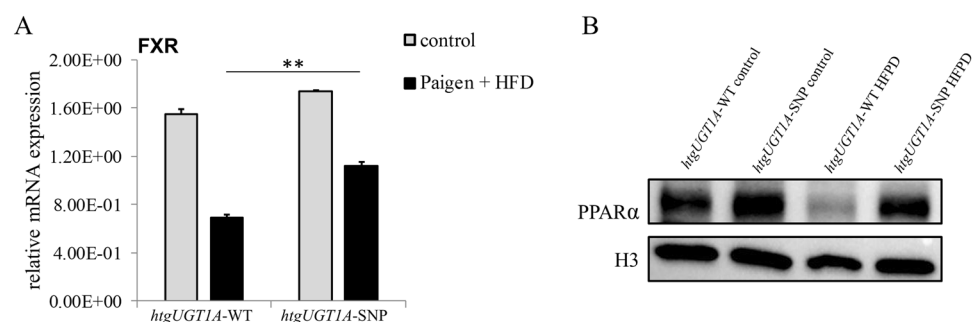 A
FXR
control
Paigen + HFD
**
relative mRNA expression
2.00E+00
1.60E+00
1.20E+00
8.00E-01
4.00E-01
0.00E+00
htgUGT1A-WT
htgUGT1A-SNP
B
htgUGT1A-WT control
htgUGT1A-SNP control
htgUGT1A-WT HFPD
htgUGT1A-SNP HFPD
PPARα
H3